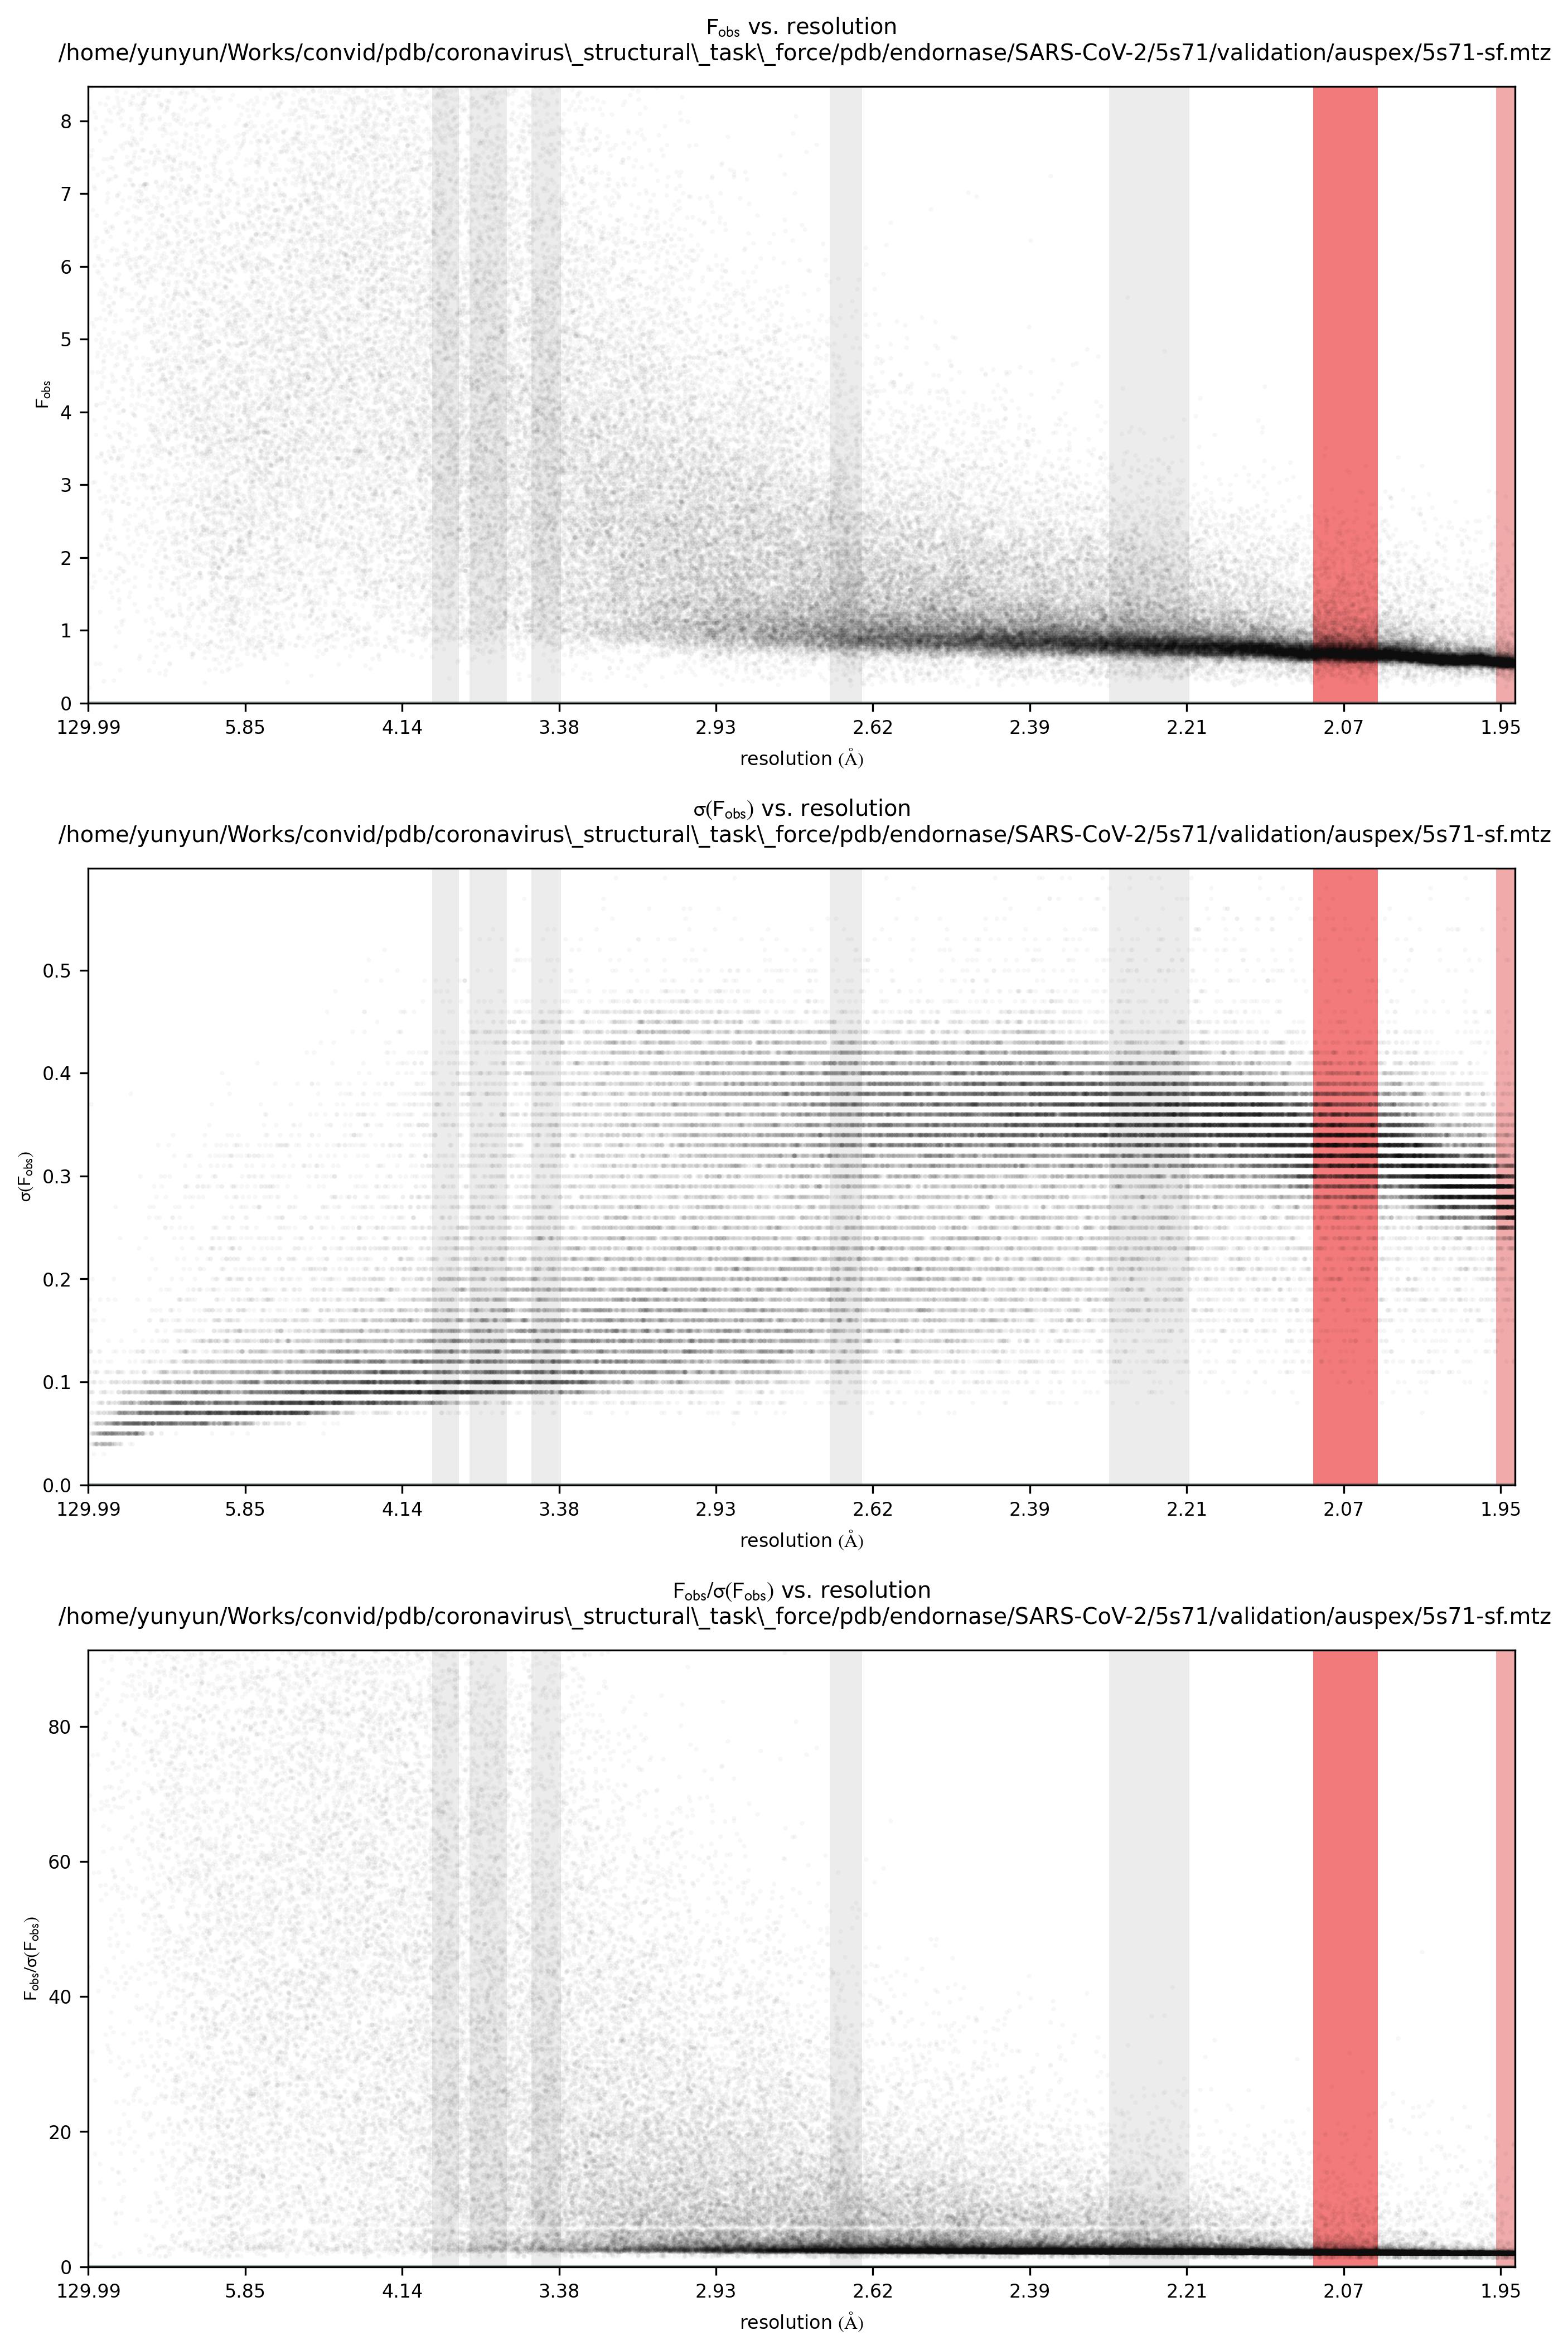 Fobs vs. resolution
/home/yunyun/Works/convid/pdb/coronavirus\_structural\_task\_force/pdb/endornase/SARS-CoV-2/5s71/validation/auspex/5s71-sf.mtz
8
7
6
5
4
3
2
1
0
Fobs
129.99 5.85 4.14 3.38 2.93 2.62 2.39 2.21 2.07 1.95
resolution (Å)
σ(Fobs) vs. resolution
/home/yunyun/Works/convid/pdb/coronavirus\_structural\_task\_force/pdb/endornase/SARS-CoV-2/5s71/validation/auspex/5s71-sf.mtz
0.5
0.4
0.3
0.2
0.1
0.0
σ(Fobs)
129.99 5.85 4.14 3.38 2.93 2.62 2.39 2.21 2.07 1.95
resolution (Å)
Fobs/σ(Fobs) vs. resolution
/home/yunyun/Works/convid/pdb/coronavirus\_structural\_task\_force/pdb/endornase/SARS-CoV-2/5s71/validation/auspex/5s71-sf.mtz
80
60
40
20
0
Fobs/σ(Fobs)
129.99 5.85 4.14 3.38 2.93 2.62 2.39 2.21 2.07 1.95
resolution (Å)